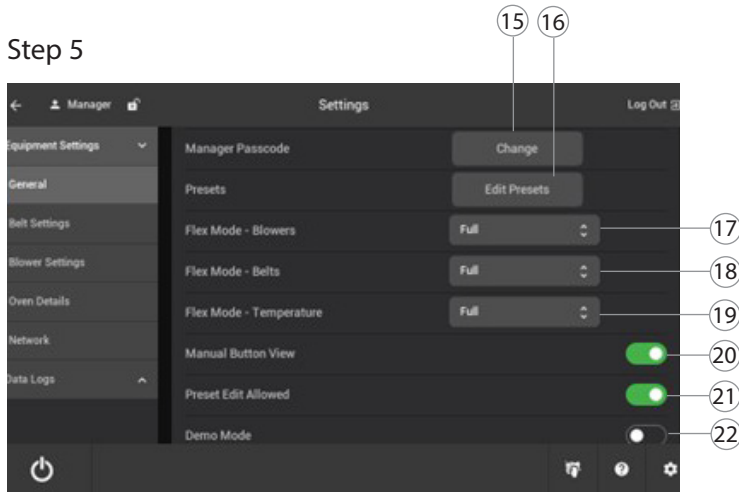 15 16
Step 5
Manager Settings Log Out
Equipment Settings
General
Belt Settings
Blower Settings
Oven Details
Network
Data Logs
Manager Passcode Change
Presets Edit Presets
Flex Mode - Blowers Full 17
Flex Mode - Belts Full 18
Flex Mode - Temperature Full 19
Manual Button View 20
Preset Edit Allowed 21
Demo Mode 22